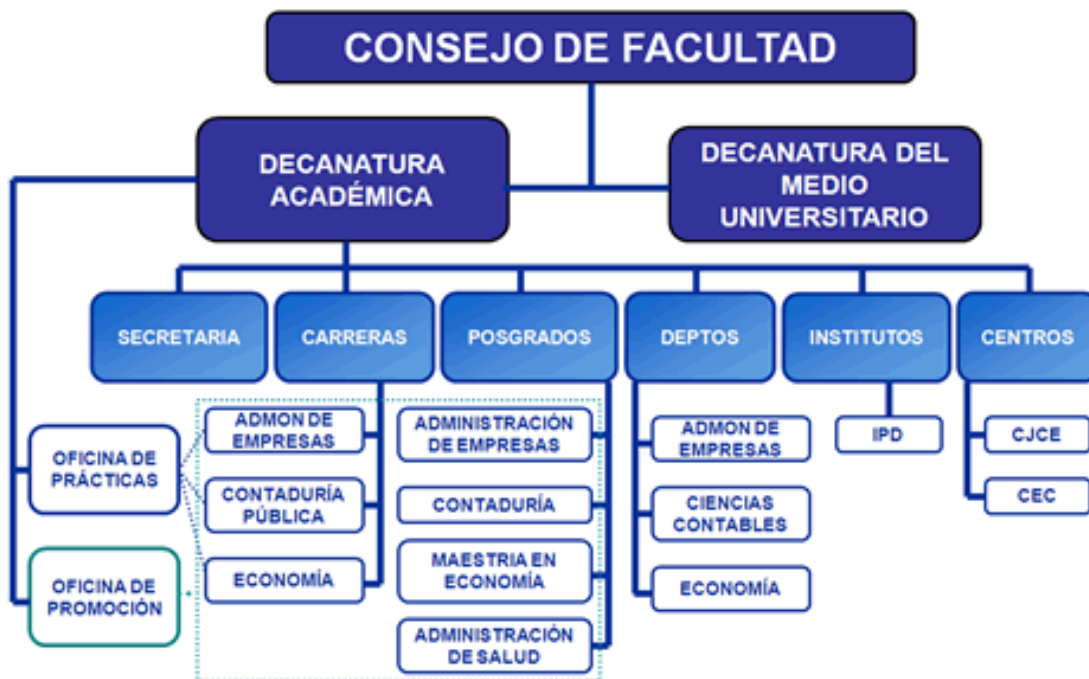 CONSEJO DE FACULTAD
DECANATURA
ACADÉMICA
DECANATURA DEL
MEDIO
UNIVERSITARIO
SECRETARIA
CARRERAS
POSGRADOS
DEPTOS
INSTITUTOS
CENTROS
OFICINA DE
PRÁCTICAS
OFICINA DE
PROMOCIÓN
ADMON DE
EMPRESAS
CONTADURÍA
PÚBLICA
ECONOMÍA
ADMINISTRACIÓN
DE EMPRESAS
CONTADURÍA
MAESTRIA EN
ECONOMÍA
ADMINISTRACIÓN
DE SALUD
ADMON DE
EMPRESAS
CIENCIAS
CONTABLES
ECONOMÍA
IPD
CJCE
CEC